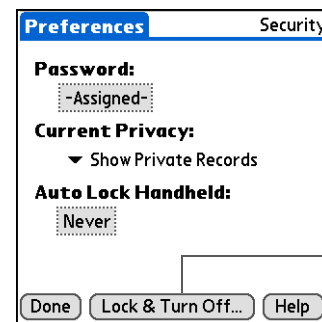 Preferences Security
Password:
-Assigned-
Current Privacy:
Show Private Records
Auto Lock Handheld:
Never
Done Lock & Turn Off... Help